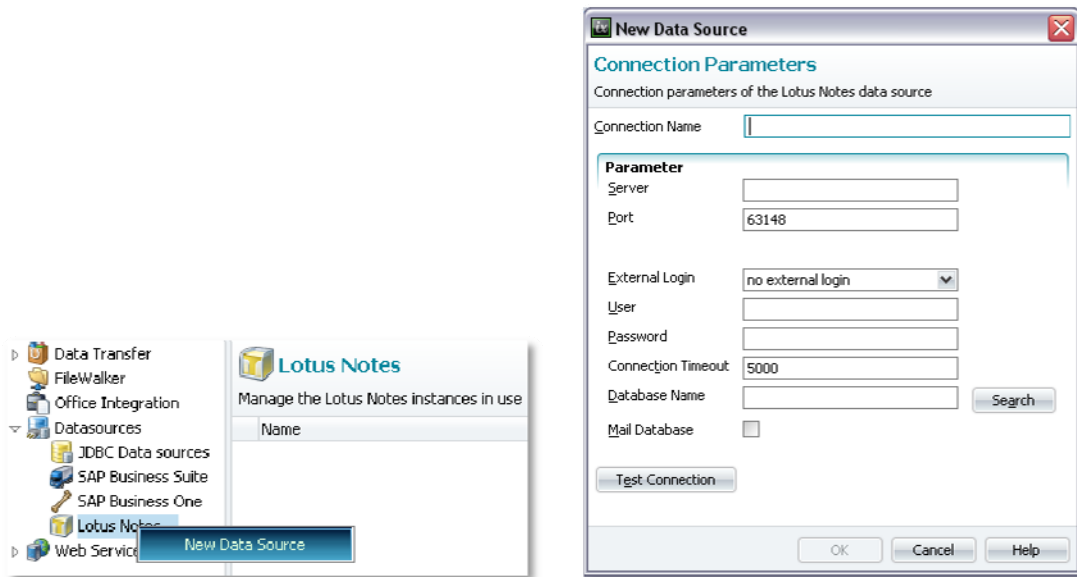 Data Transfer
FileWalker
Office Integration
Datasources
JDBC Data sources
SAP Business Suite
SAP Business One
Lotus Notes
Web Service
New Data Source
Lotus Notes
Manage the Lotus Notes instances in use
Name
New Data Source
Connection Parameters
Connection parameters of the Lotus Notes data source
Connection Name
Parameter
Server
Port 63148
External Login no external login
User
Password
Connection Timeout 5000
Database Name Search
Mail Database
Test Connection
OK Cancel Help